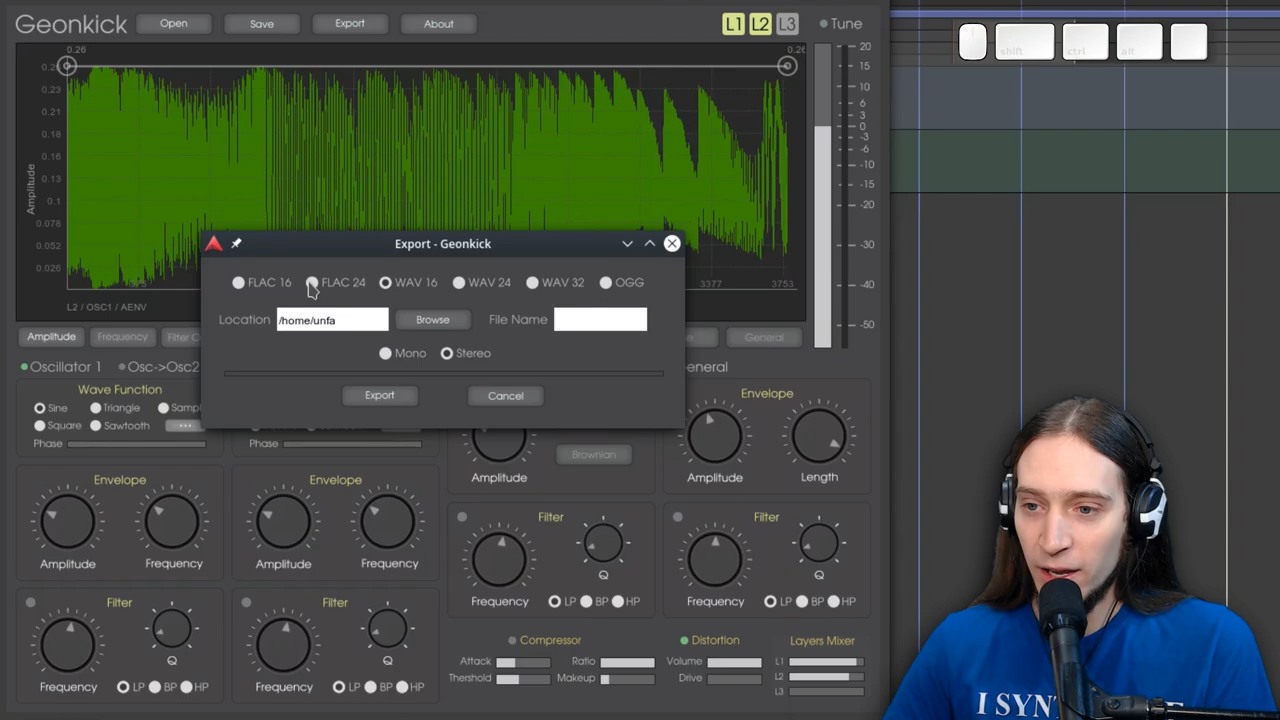 Geonkick
Open
Save
Export
About
L1 L2 L3
Tune
0.26
0.23
0.21
0.18
0.16
0.13
0.1
0.078
0.052
0.026
Amplitude
3377
3753
L2 / OSC1 / AENV
20
15
10
6
3
0
-3
-6
-10
-15
-20
-30
-40
-50
shift
ctrl
alt
Export - Geonkick
FLAC 16
FLAC 24
WAV 16
WAV 24
WAV 32
OGG
Location
/home/unfa
Browse
File Name
Mono
Stereo
Export
Cancel
Amplitude
Frequency
General
Oscillator 1
Osc->Osc2
Wave Function
Sine
Triangle
Square
Sawtooth
...
Phase
Phase
Envelope
Amplitude
Frequency
Envelope
Amplitude
Frequency
Filter
Q
Frequency
LP BP HP
Filter
Q
Frequency
LP BP HP
Amplitude
Brownian
Filter
Q
Frequency
LP BP HP
Envelope
Amplitude
Length
Filter
Q
Frequency
LP BP HP
Compressor
Attack
Ratio
Thershold
Makeup
Distortion
Volume
Drive
Layers Mixer
L1
L2
L3